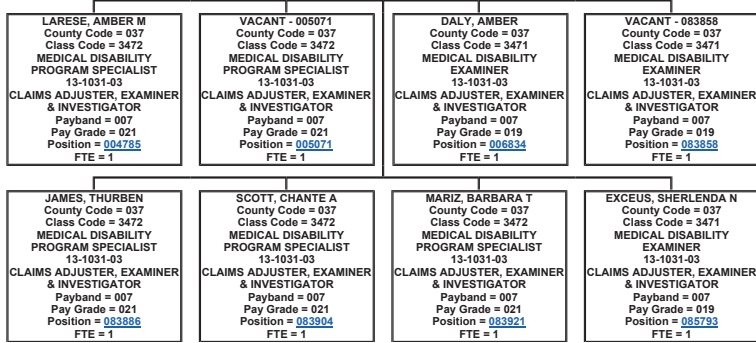 LARESE, AMBER M
County Code = 037
Class Code = 3472
MEDICAL DISABILITY
PROGRAM SPECIALIST
13-1031-03
CLAIMS ADJUSTER, EXAMINER
& INVESTIGATOR
Payband = 007
Pay Grade = 021
Position = 004785
FTE = 1
VACANT - 005071
County Code = 037
Class Code = 3472
MEDICAL DISABILITY
PROGRAM SPECIALIST
13-1031-03
CLAIMS ADJUSTER, EXAMINER
& INVESTIGATOR
Payband = 007
Pay Grade = 021
Position = 005071
FTE = 1
DALY, AMBER
County Code = 037
Class Code = 3471
MEDICAL DISABILITY
EXAMINER
13-1031-03
CLAIMS ADJUSTER, EXAMINER
& INVESTIGATOR
Payband = 007
Pay Grade = 019
Position = 006834
FTE = 1
VACANT - 083858
County Code = 037
Class Code = 3471
MEDICAL DISABILITY
EXAMINER
13-1031-03
CLAIMS ADJUSTER, EXAMINER
& INVESTIGATOR
Payband = 007
Pay Grade = 019
Position = 083858
FTE = 1
JAMES, THURBEN
County Code = 037
Class Code = 3472
MEDICAL DISABILITY
PROGRAM SPECIALIST
13-1031-03
CLAIMS ADJUSTER, EXAMINER
& INVESTIGATOR
Payband = 007
Pay Grade = 021
Position = 083886
FTE = 1
SCOTT, CHANTE A
County Code = 037
Class Code = 3472
MEDICAL DISABILITY
PROGRAM SPECIALIST
13-1031-03
CLAIMS ADJUSTER, EXAMINER
& INVESTIGATOR
Payband = 007
Pay Grade = 021
Position = 083904
FTE = 1
MARIZ, BARBARA T
County Code = 037
Class Code = 3472
MEDICAL DISABILITY
PROGRAM SPECIALIST
13-1031-03
CLAIMS ADJUSTER, EXAMINER
& INVESTIGATOR
Payband = 007
Pay Grade = 021
Position = 083921
FTE = 1
EXCEUS, SHERLENDA N
County Code = 037
Class Code = 3471
MEDICAL DISABILITY
EXAMINER
13-1031-03
CLAIMS ADJUSTER, EXAMINER
& INVESTIGATOR
Payband = 007
Pay Grade = 019
Position = 085793
FTE = 1